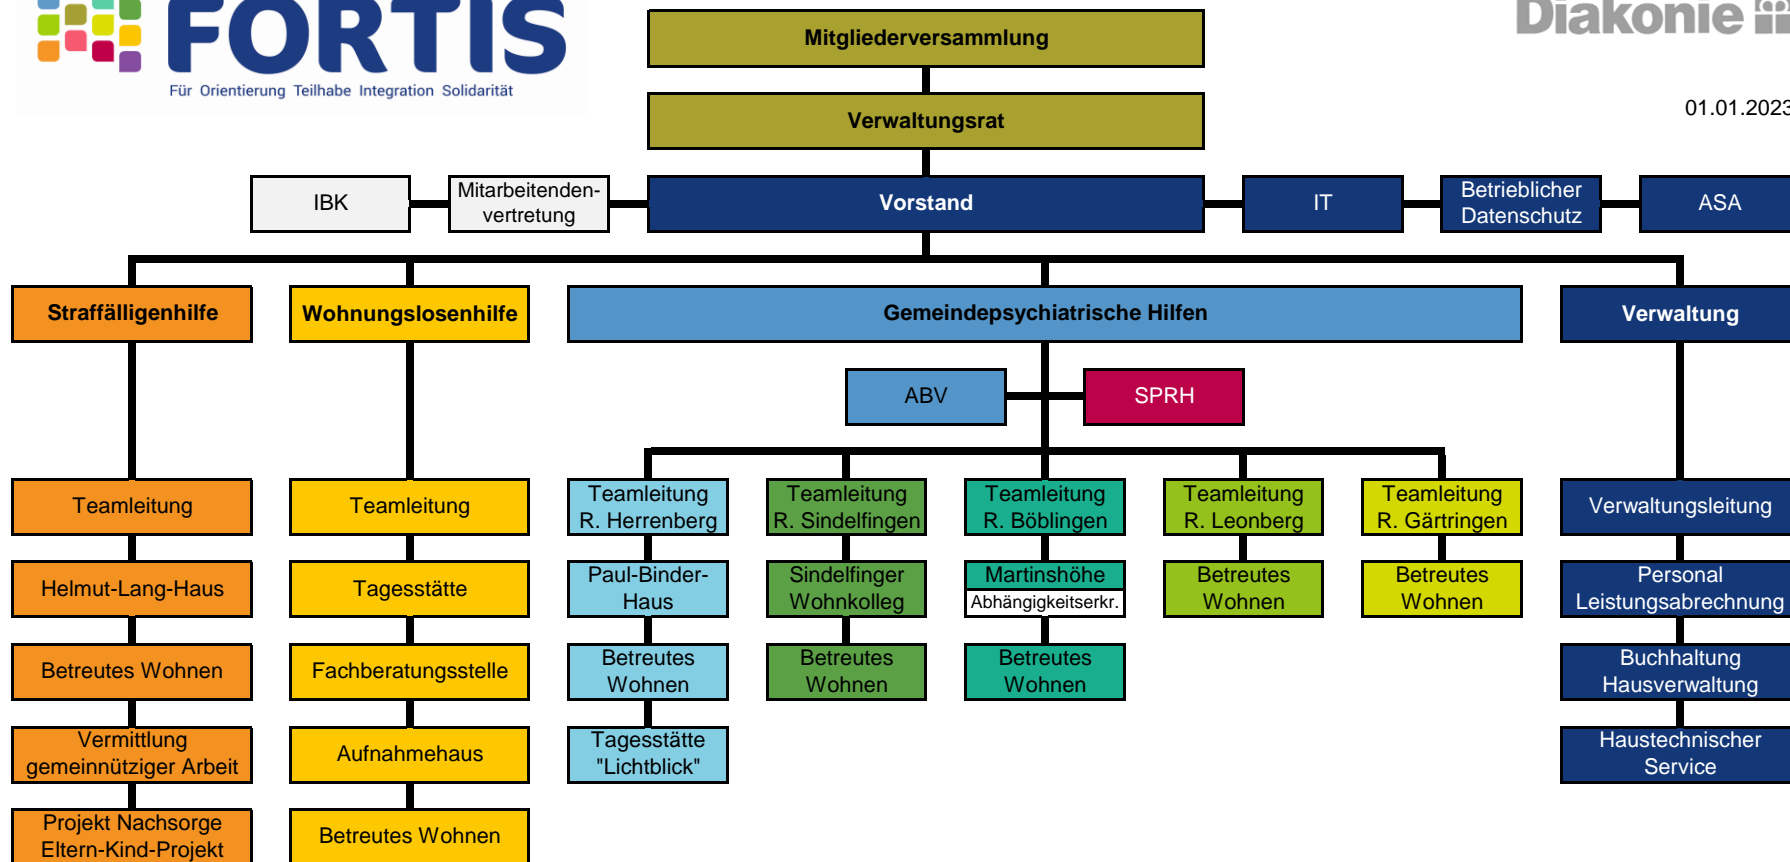 FORTIS
Für Orientierung Teilhabe Integration Solidarität
Diakonie
01.01.2023
Mitgliederversammlung
Verwaltungsrat
IBK
Mitarbeitenden-
vertretung
Vorstand
IT
Betrieblicher
Datenschutz
ASA
Straffälligenhilfe
Wohnungslosenhilfe
Gemeindepsychiatrische Hilfen
Verwaltung
ABV
SPRH
Teamleitung
Teamleitung
Teamleitung
R. Herrenberg
Teamleitung
R. Sindelfingen
Teamleitung
R. Böblingen
Teamleitung
R. Leonberg
Teamleitung
R. Gärtringen
Verwaltungsleitung
Helmut-Lang-Haus
Tagesstätte
Paul-Binder-
Haus
Sindelfinger
Wohnkolleg
Martinshöhe
Abhängigkeitserkr.
Betreutes
Wohnen
Betreutes
Wohnen
Personal
Leistungsabrechnung
Betreutes Wohnen
Fachberatungsstelle
Betreutes
Wohnen
Betreutes
Wohnen
Betreutes
Wohnen
Buchhaltung
Hausverwaltung
Vermittlung
gemeinnütziger Arbeit
Aufnahmehaus
Tagesstätte
"Lichtblick"
Haustechnischer
Service
Projekt Nachsorge
Eltern-Kind-Projekt
Betreutes Wohnen